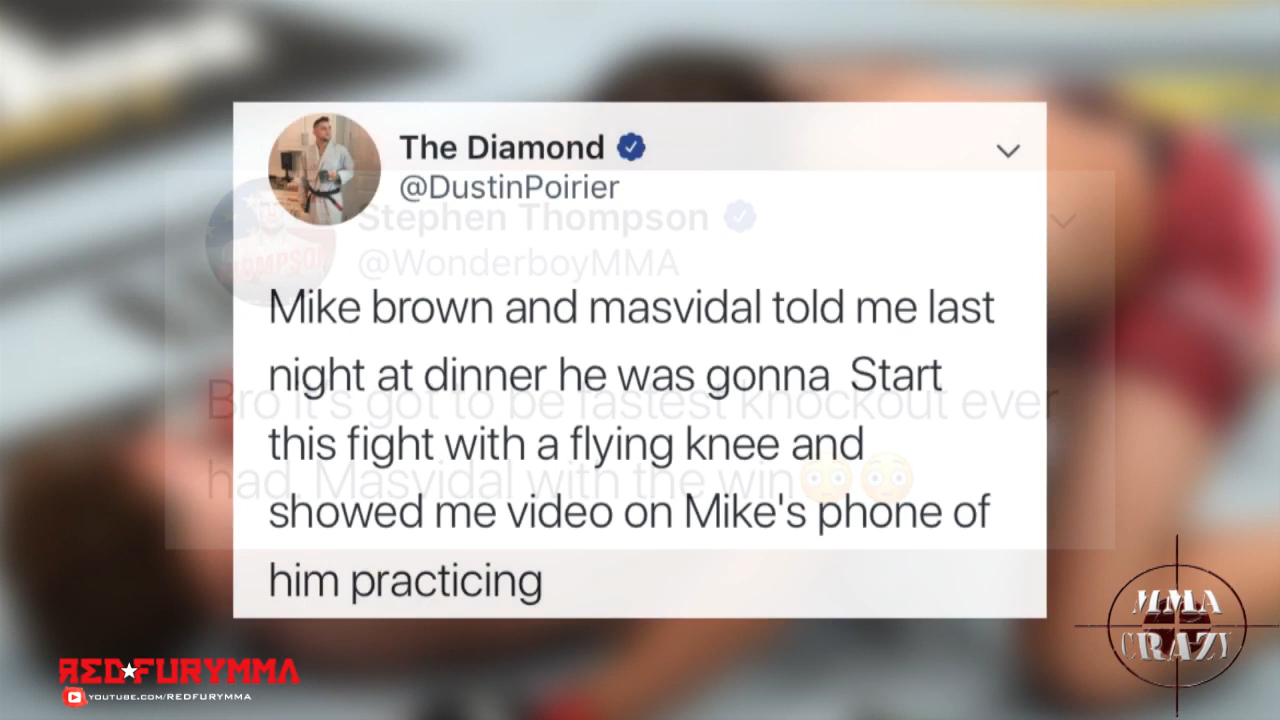 The Diamond
@DustinPoirier
Mike brown and masvidal told me last
night at dinner he was gonna Start
this fight with a flying knee and
showed me video on Mike's phone of
him practicing
Stephen Thompson
@WonderboyMMA
THOMPSON
Bro it's got to be fastest knockout ever
had. Masvidal with the win😳😳
REDFURYMMA
YOUTUBE.COM/REDFURYMMA
MMA
CRAZY